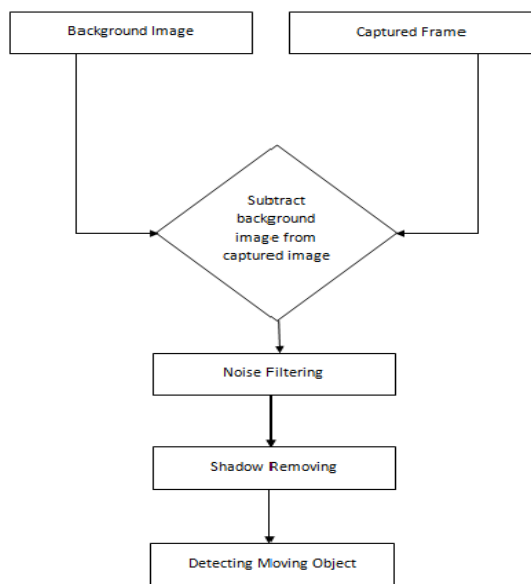 Background Image
Captured Frame
Subtract
background
image from
captured image
Noise Filtering
Shadow Removing
Detecting Moving Object